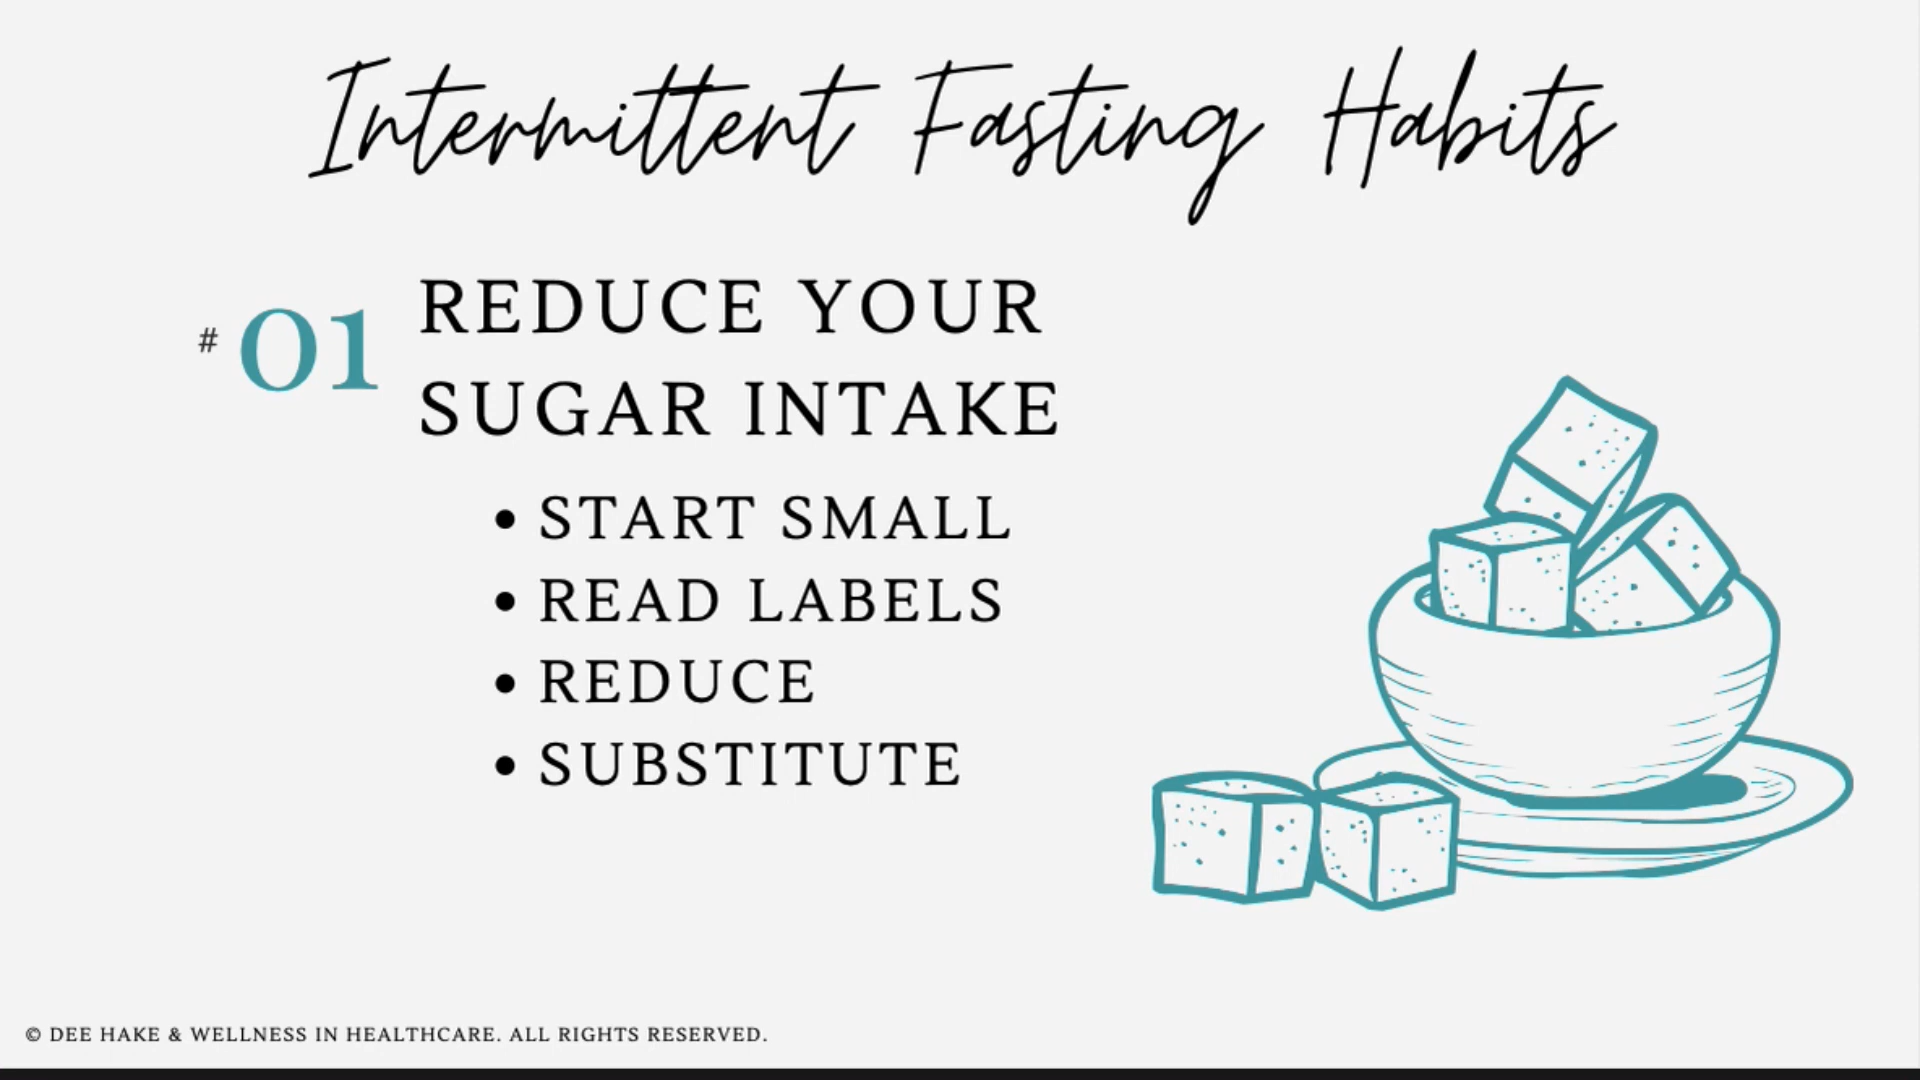 Intermittent Fasting Habits
# 01 REDUCE YOUR
SUGAR INTAKE
• START SMALL
• READ LABELS
• REDUCE
• SUBSTITUTE
© DEE HAKE & WELLNESS IN HEALTHCARE. ALL RIGHTS RESERVED.